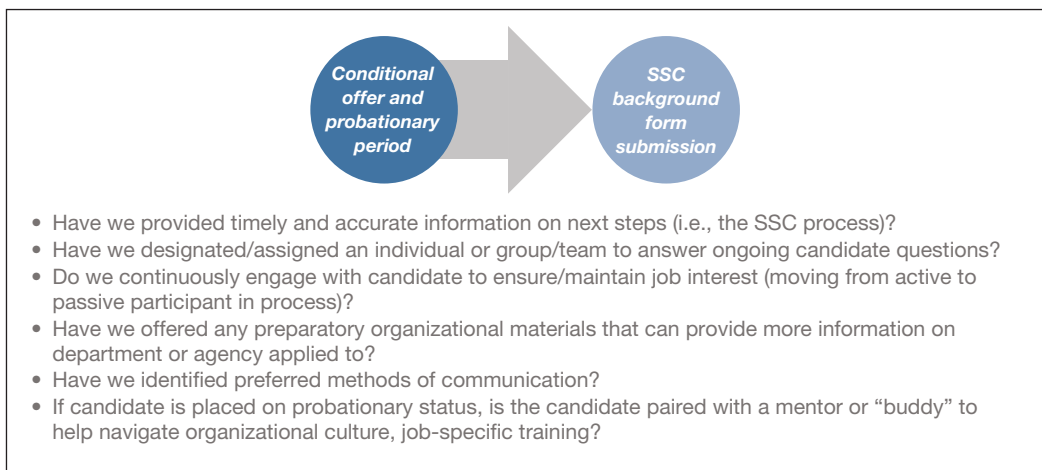 Conditional
offer and
probationary
period
SSC
background
form
submission
• Have we provided timely and accurate information on next steps (i.e., the SSC process)?
• Have we designated/assigned an individual or group/team to answer ongoing candidate questions?
• Do we continuously engage with candidate to ensure/maintain job interest (moving from active to
passive participant in process)?
• Have we offered any preparatory organizational materials that can provide more information on
department or agency applied to?
• Have we identified preferred methods of communication?
• If candidate is placed on probationary status, is the candidate paired with a mentor or “buddy” to
help navigate organizational culture, job-specific training?